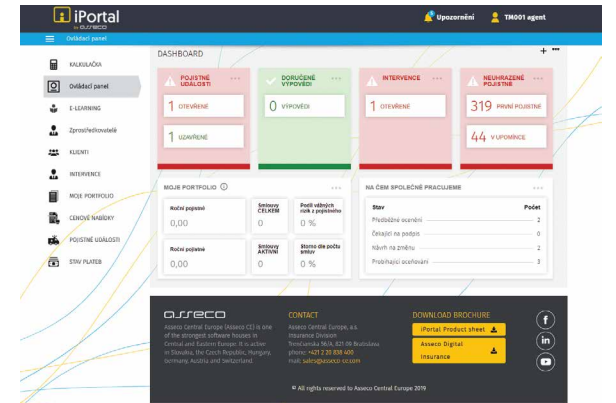 iPortal
BY asseco
Upozornění
TM001 agent
Ovládací panel
DASHBOARD
KALKULAČKA
Ovládací panel
E-LEARNING
Zprostředkovatelé
KLIENTI
INTERVENCE
MOJE PORTFOLIO
CENOVÉ NABÍDKY
POJISTNÉ UDÁLOSTI
STAV PLATEB
POJISTNÉ UDÁLOSTI
1 OTEVŘENÉ
1 UZAVŘENÉ
DORUČENÉ VÝPOVĚDI
0 VÝPOVĚDI
INTERVENCE
1 OTEVŘENÉ
NEUHRAZENÉ POJISTNÉ
319 PRVNÍ POJISTNÉ
44 V UPOMÍNCE
MOJE PORTFOLIO
Roční pojistné
0,00
Smlouvy CELKEM
0
Podíl vážných rizik z pojistného
0 %
Roční pojistné
0,00
Smlouvy AKTIVNÍ
0
Storno dle počtu smluv
0 %
NA ČEM SPOLEČNĚ PRACUJEME
Stav Počet
Předběžné ocenění 2
Čekající na podpis 0
Návrh na změnu 2
Probíhající oceňování 3
asseco
Asseco Central Europe (Asseco CE) is one
of the strongest software houses in
Central and Eastern Europe. It is active
in Slovakia, the Czech Republic, Hungary,
Germany, Austria and Switzerland.
CONTACT
Asseco Central Europe, a.s.
Insurance Division
Trenčianska 56/A, 821 09 Bratislava
phone: +421 2 20 838 400
mail: sales@asseco-ce.com
DOWNLOAD BROCHURE
iPortal Product sheet
Asseco Digital
Insurance
© All rights reserved to Asseco Central Europe 2019